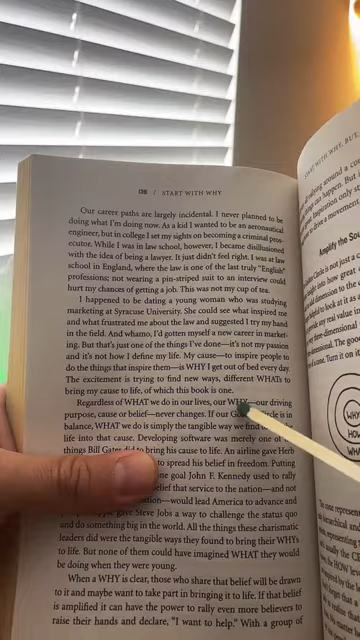 136 / START WITH WHY
Our career paths are largely incidental. I never planned to be
doing what I'm doing now. As a kid I wanted to be an aeronautical
engineer, but in college I set my sights on becoming a criminal pros-
ecutor. While I was in law school, however, I became disillusioned
with the idea of being a lawyer. It just didn't feel right. I was at law
school in England, where the law is one of the last truly "English"
professions; not wearing a pin-striped suit to an interview could
hurt my chances of getting a job. This was not my cup of tea.
I happened to be dating a young woman who was studying
marketing at Syracuse University. She could see what inspired me
and what frustrated me about the law and suggested I try my hand
in the field. And whamo, I'd gotten myself a new career in market-
ing. But that's just one of the things I've done—it's not my passion
and it's not how I define my life. My cause—to inspire people to
do the things that inspire them—is WHY I get out of bed every day.
The excitement is trying to find new ways, different WHATs to
bring my cause to life, of which this book is one.
Regardless of WHAT we do in our lives, our WHY—our driving
purpose, cause or belief—never changes. If our Go circle is in
balance, WHAT we do is simply the tangible way we find to
life into that cause. Developing software was merely one of
things Bill Gates did to bring his cause to life. An airline gave Herb
to spread his belief in freedom. Putting
one goal John F. Kennedy used to rally
belief that service to the nation—and not
—would lead America to advance and
gave Steve Jobs a way to challenge the status quo
and do something big in the world. All the things these charismatic
leaders did were the tangible ways they found to bring their WHYs
to life. But none of them could have imagined WHAT they would
be doing when they were young.
When a WHY is clear, those who share that belief will be drawn
to it and maybe want to take part in bringing it to life. If that belief
is amplified it can have the power to rally even more believers to
raise their hands and declare, "I want to help." With a group of
START WITH WHY, BUT
Amplify the Sou
WHY
HOW
WHAT